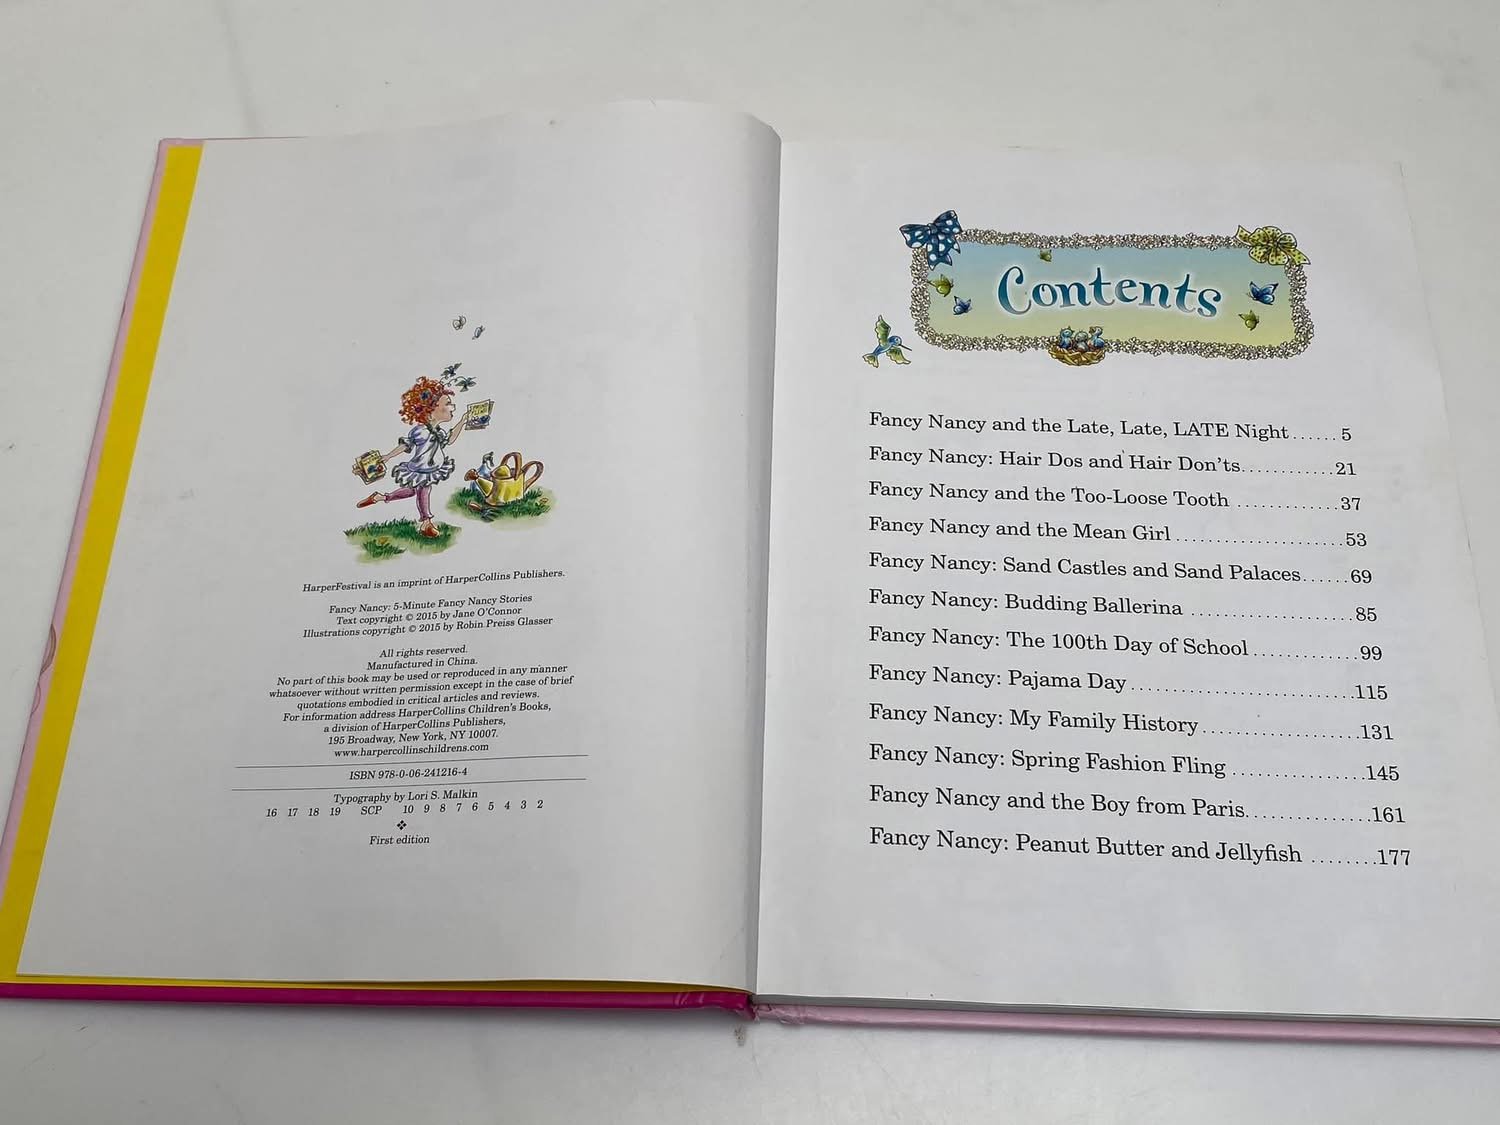 HarperFestival is an imprint of HarperCollins Publishers.
Fancy Nancy: 5-Minute Fancy Nancy Stories
Text copyright © 2015 by Jane O'Connor
Illustrations copyright © 2015 by Robin Preiss Glasser
All rights reserved.
Manufactured in China.
No part of this book may be used or reproduced in any manner
whatsoever without written permission except in the case of brief
quotations embodied in critical articles and reviews.
For information address HarperCollins Children's Books,
a division of HarperCollins Publishers,
195 Broadway, New York, NY 10007.
www.harpercollinschildrens.com
ISBN 978-0-06-241216-4
Typography by Lori S. Malkin
16 17 18 19 SCP 10 9 8 7 6 5 4 3 2
❖
First edition
Contents
Fancy Nancy and the Late, Late, LATE Night......5
Fancy Nancy: Hair Dos and Hair Don'ts............21
Fancy Nancy and the Too-Loose Tooth .............37
Fancy Nancy and the Mean Girl .....................53
Fancy Nancy: Sand Castles and Sand Palaces......69
Fancy Nancy: Budding Ballerina ....................85
Fancy Nancy: The 100th Day of School .............99
Fancy Nancy: Pajama Day ..........................115
Fancy Nancy: My Family History ...................131
Fancy Nancy: Spring Fashion Fling ................145
Fancy Nancy and the Boy from Paris...............161
Fancy Nancy: Peanut Butter and Jellyfish ........177